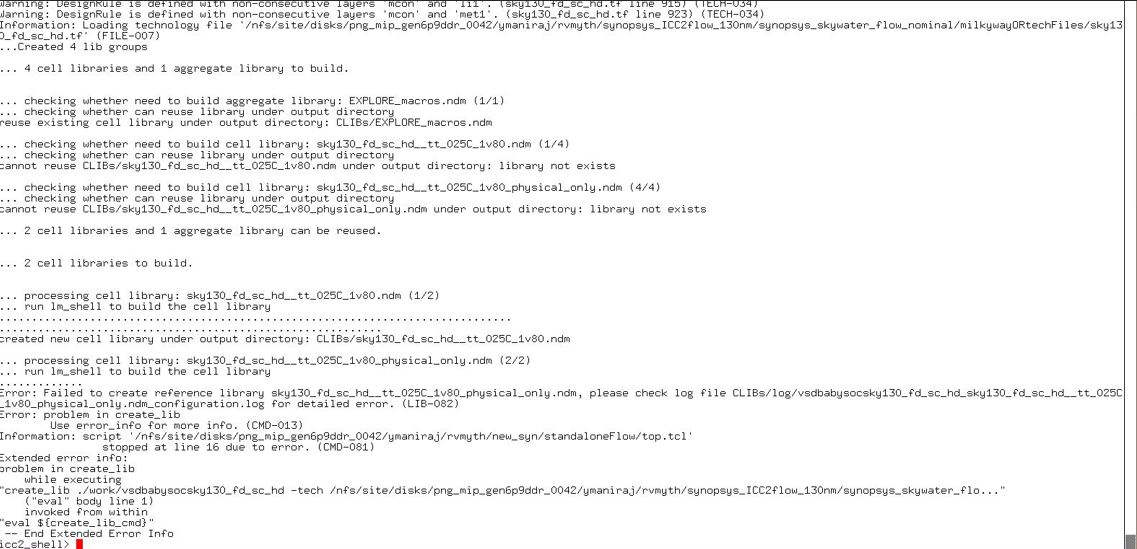 Warning: DesignRule is defined with non-consecutive layers 'mcon' and 'li1'. (sky130_fd_sc_hd.tf line 915) (TECH-034)
Warning: DesignRule is defined with non-consecutive layers 'mcon' and 'met1'. (sky130_fd_sc_hd.tf line 923) (TECH-034)
Information: Loading technology file '/nfs/site/disks/png_mip_gen6p9ddr_0042/ymaniraj/rvmyth/synopsys_ICC2flow_130nm/synopsys_skywater_flow_nominal/milkywayORtechFiles/sky13
0_fd_sc_hd.tf' (FILE-007)
...Created 4 lib groups
... 4 cell libraries and 1 aggregate library to build.
... checking whether need to build aggregate library: EXPLORE_macros.ndm (1/1)
... checking whether can reuse library under output directory
reuse existing cell library under output directory: CLIBs/EXPLORE_macros.ndm
... checking whether need to build cell library: sky130_fd_sc_hd__tt_025C_1v80.ndm (1/4)
... checking whether can reuse library under output directory
cannot reuse CLIBs/sky130_fd_sc_hd__tt_025C_1v80.ndm under output directory: library not exists
... checking whether need to build cell library: sky130_fd_sc_hd__tt_025C_1v80_physical_only.ndm (4/4)
... checking whether can reuse library under output directory
cannot reuse CLIBs/sky130_fd_sc_hd__tt_025C_1v80_physical_only.ndm under output directory: library not exists
... 2 cell libraries and 1 aggregate library can be reused.
... 2 cell libraries to build.
... processing cell library: sky130_fd_sc_hd__tt_025C_1v80.ndm (1/2)
... run lm_shell to build the cell library
...............................................................................................
.......................................................................
created new cell library under output directory: CLIBs/sky130_fd_sc_hd__tt_025C_1v80.ndm
... processing cell library: sky130_fd_sc_hd__tt_025C_1v80_physical_only.ndm (2/2)
... run lm_shell to build the cell library
.............
Error: Failed to create reference library sky130_fd_sc_hd__tt_025C_1v80_physical_only.ndm, please check log file CLIBs/log/vsdbabysocsky130_fd_sc_hd_sky130_fd_sc_hd__tt_025C
_1v80_physical_only.ndm_configuration.log for detailed error. (LIB-082)
Error: problem in create_lib
Use error_info for more info. (CMD-013)
Information: script '/nfs/site/disks/png_mip_gen6p9ddr_0042/ymaniraj/rvmyth/new_syn/standaloneFlow/top.tcl'
stopped at line 16 due to error. (CMD-081)
Extended error info:
problem in create_lib
while executing
"create_lib ./work/vsdbabysocsky130_fd_sc_hd -tech /nfs/site/disks/png_mip_gen6p9ddr_0042/ymaniraj/rvmyth/synopsys_ICC2flow_130nm/synopsys_skywater_flo..."
("eval" body line 1)
invoked from within
"eval ${create_lib_cmd}"
-- End Extended Error Info
icc2_shell>